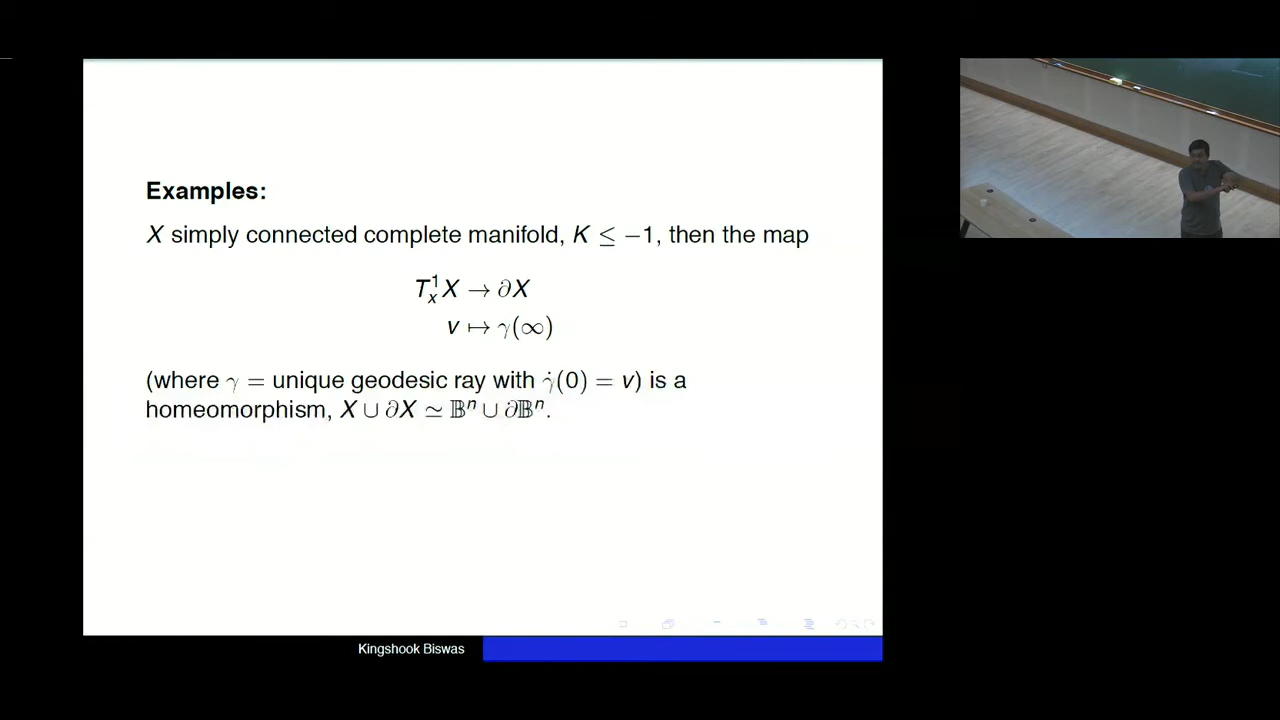 Examples:
X simply connected complete manifold, K ≤ −1, then the map
T¹ₓX → ∂X
v ↦ γ(∞)
(where γ = unique geodesic ray with γ̇(0) = v) is a
homeomorphism, X ∪ ∂X ≃ 𝔹ⁿ ∪ ∂𝔹ⁿ.
Kingshook Biswas